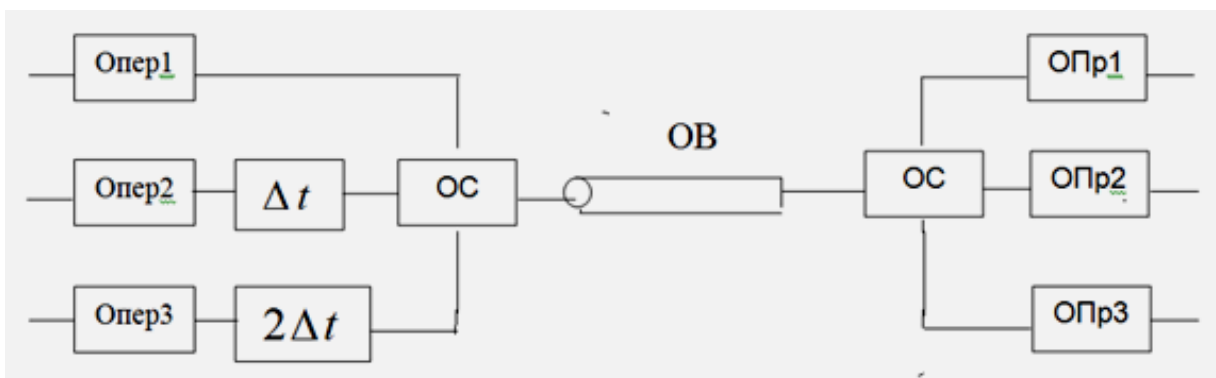 Опер1
ОПр1
ОВ
Опер2
Δt
ОС
ОС
ОПр2
Опер3
2Δt
ОПр3